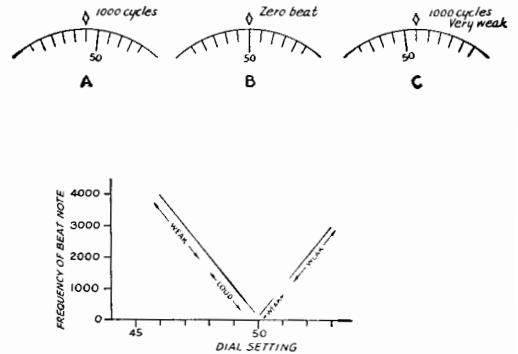 1000 cycles
50
A
Zero beat
50
B
1000 cycles
Very weak
50
C
FREQUENCY OF BEAT NOTE
4000
3000
2000
1000
0
WEAK
LOUD
WEAK
WEAK
45
50
DIAL SETTING